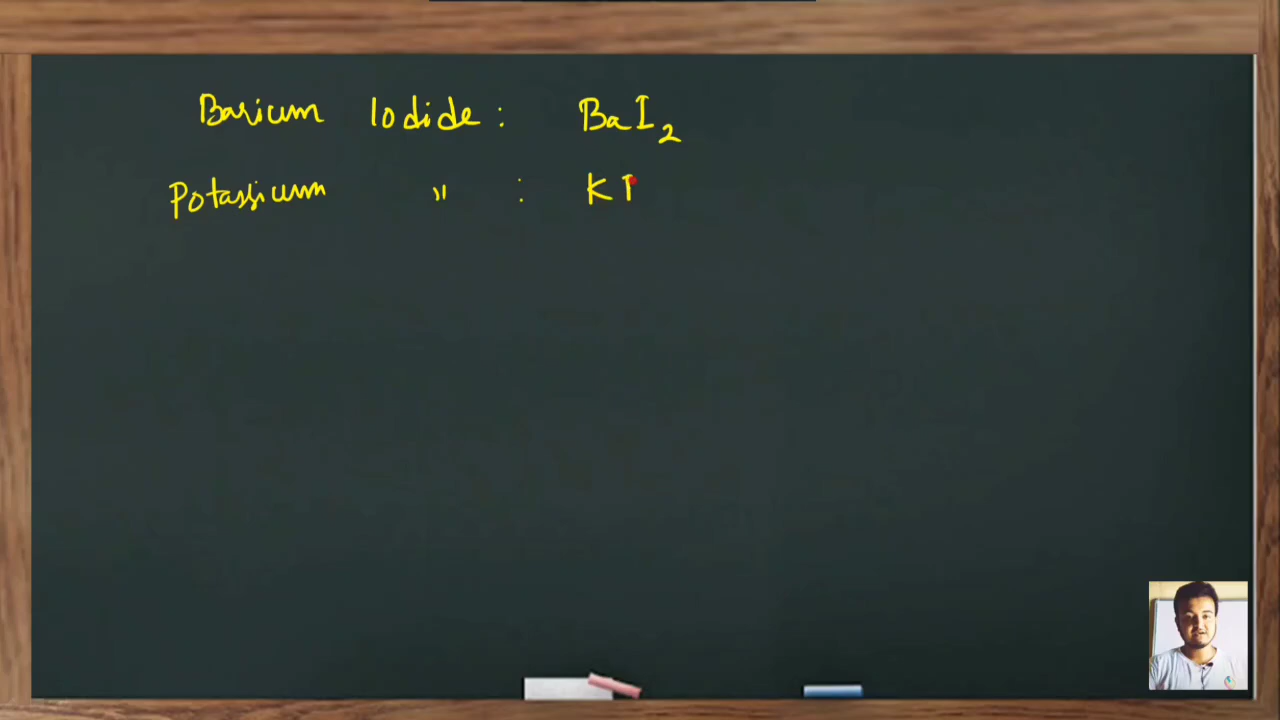 Barium Iodide : BaI₂
Potassium " : KI